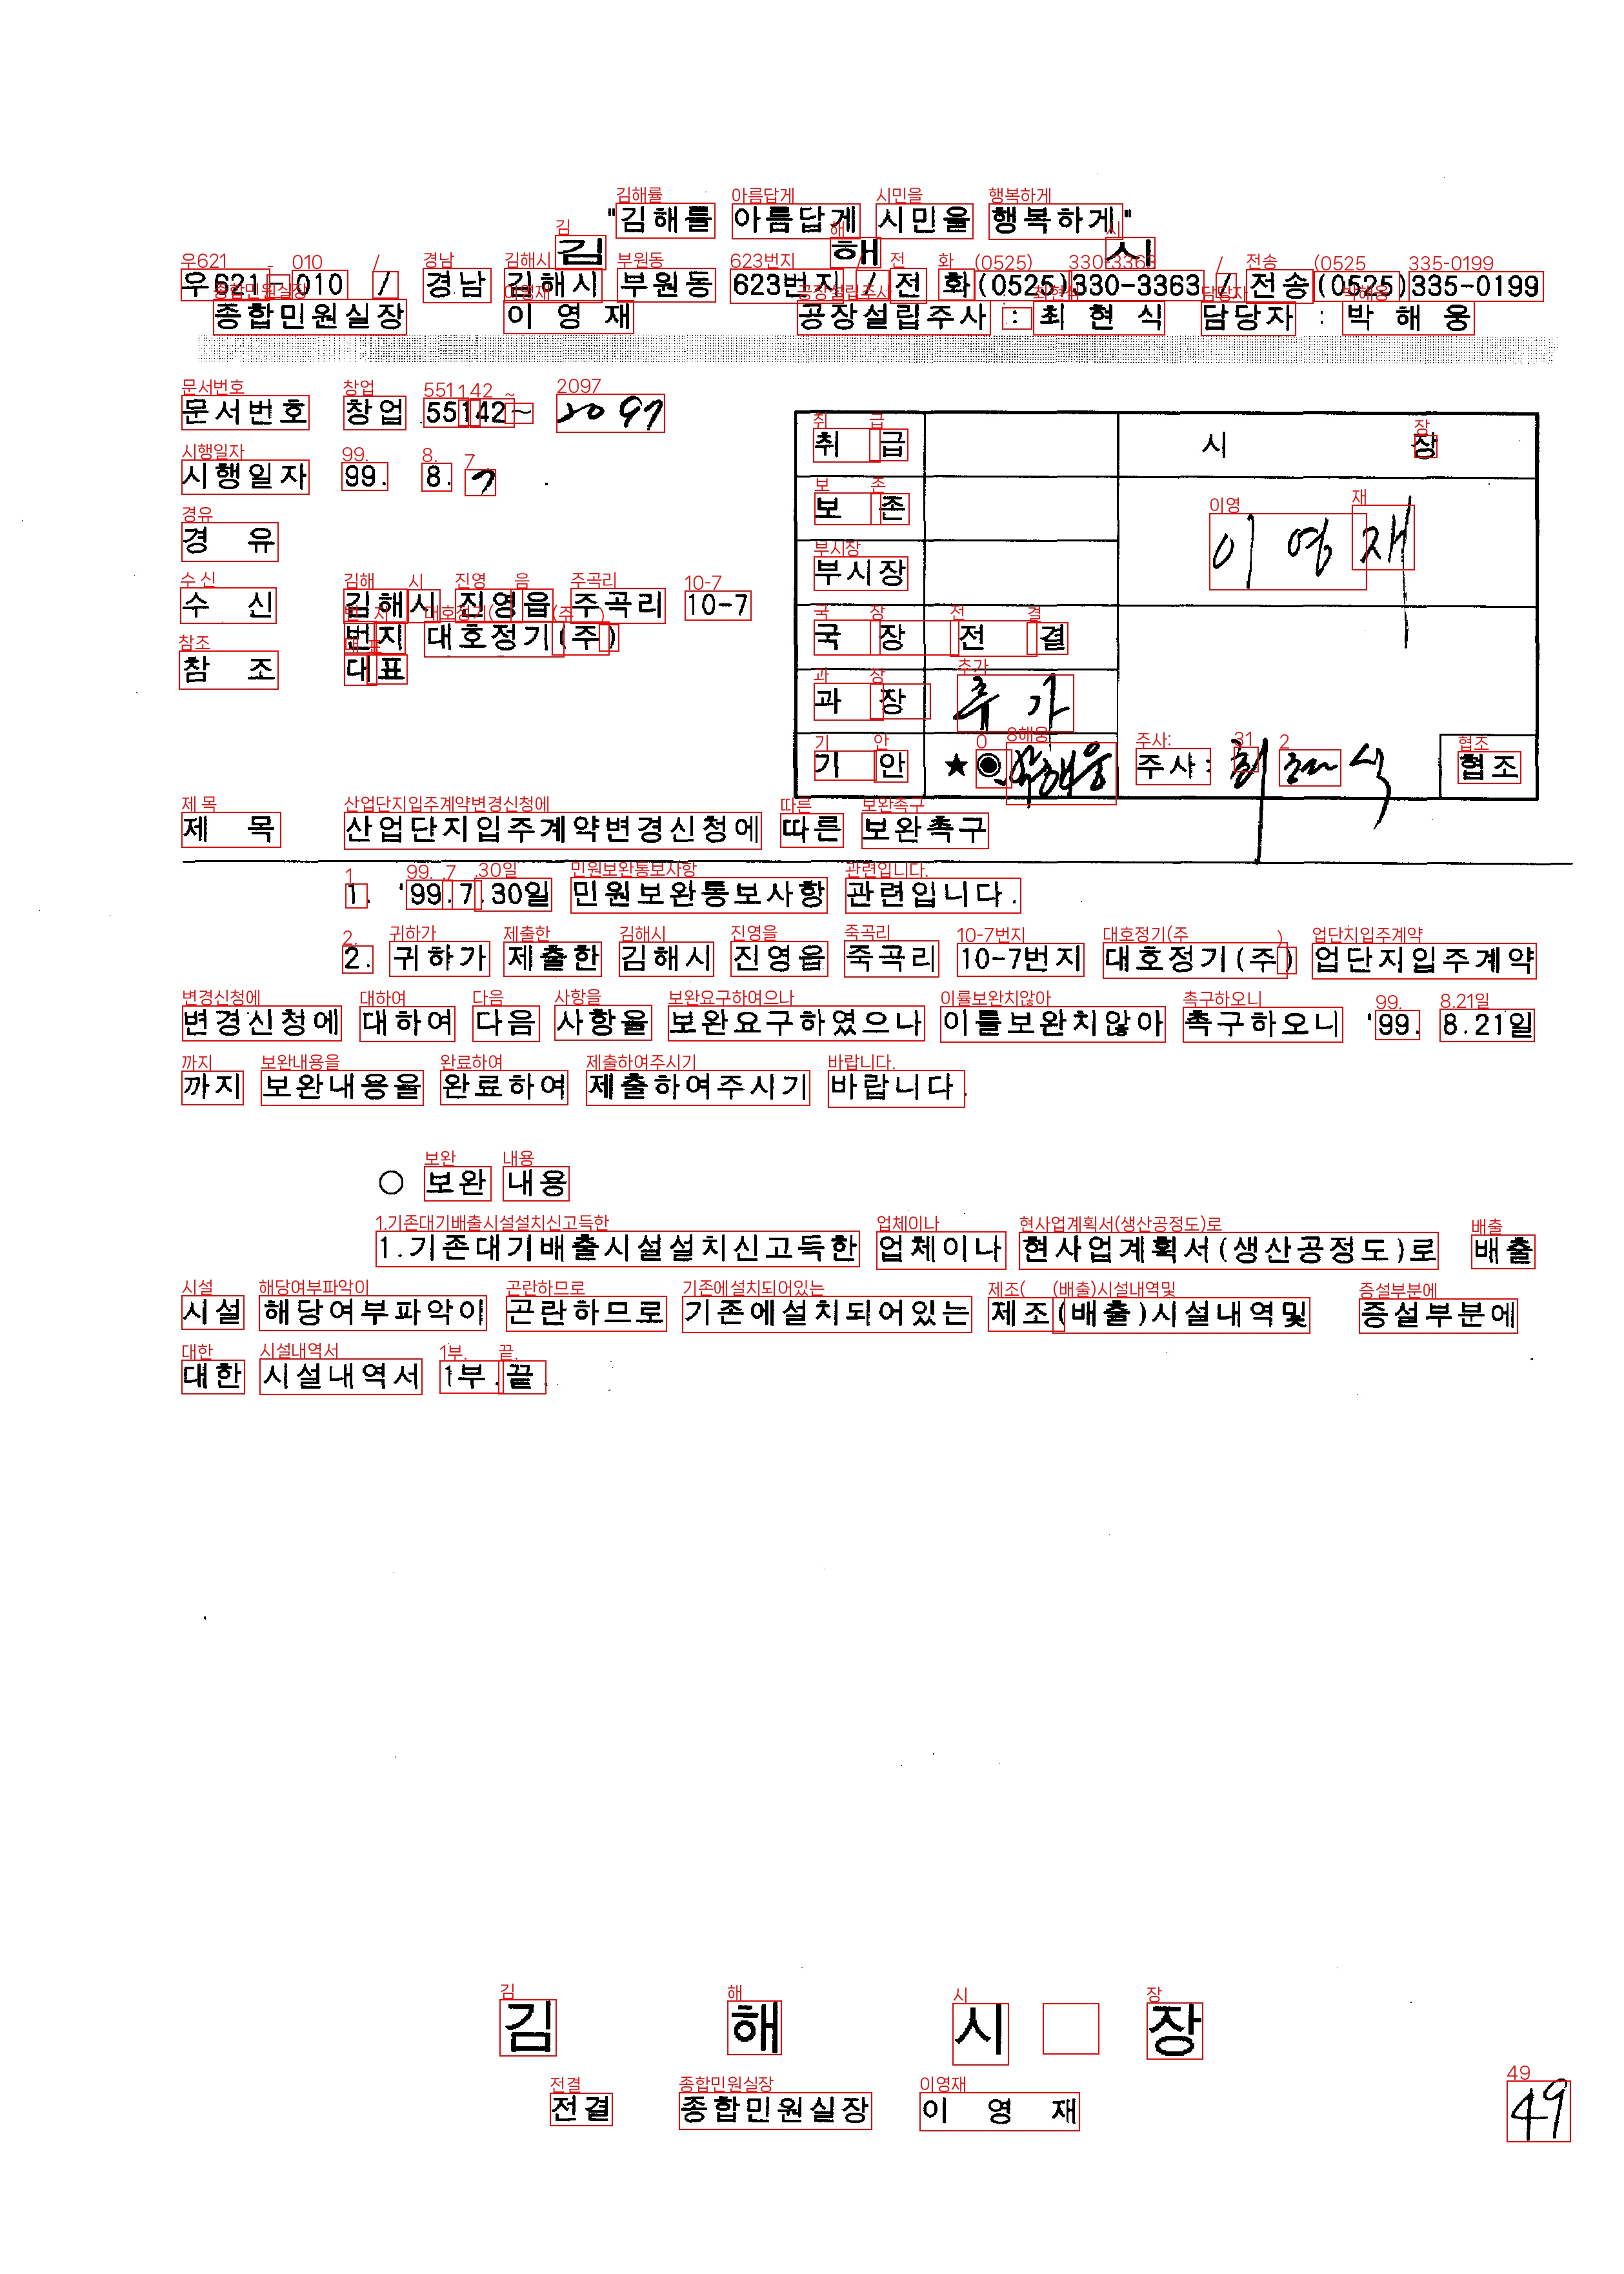 "김해를 아름답게 시민을 행복하게"
김 해 시
우621-010 / 경남 김해시 부원동 623번지 / 전 화(0525)330-3363 / 전송(0525)335-0199
종합민원실장 이 영 재 공장설립주사 : 최 현 식 담당자 : 박 해 웅
문서번호 창업 55142~ 2097
시행일자 99. 8. 7.
경 유
수 신 김해시 진영읍 주곡리 10-7
번지 대호정기(주)
참 조 대표
취 급 시 장
보 존 이 영 재
부시장
국 장 전 결
과 장 휴 가
기 안 ★ ◉ 박해웅 주사: 최현식 협조
제 목 산업단지입주계약변경신청에 따른 보완촉구
1. '99.7.30일 민원보완통보사항 관련입니다.
2. 귀하가 제출한 김해시 진영읍 죽곡리 10-7번지 대호정기(주) 업단지입주계약
변경신청에 대하여 다음 사항을 보완요구하였으나 이를보완치않아 촉구하오니 '99. 8.21일
까지 보완내용을 완료하여 제출하여주시기 바랍니다.
○ 보완 내용
1.기존대기배출시설설치신고득한 업체이나 현사업계획서(생산공정도)로 배출
시설 해당여부파악이 곤란하므로 기존에설치되어있는 제조(배출)시설내역및 증설부분에
대한 시설내역서 1부.끝.
김 해 시 장
전결 종합민원실장 이 영 재
49